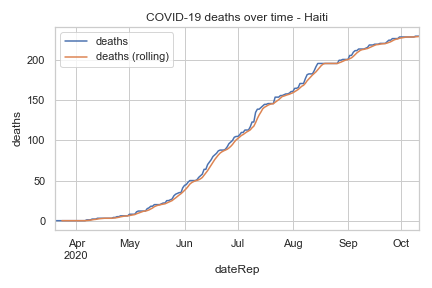 COVID-19 deaths over time - Haiti
deaths
deaths (rolling)
deaths
200
150
100
50
0
Apr
2020
May
Jun
Jul
Aug
Sep
Oct
dateRep